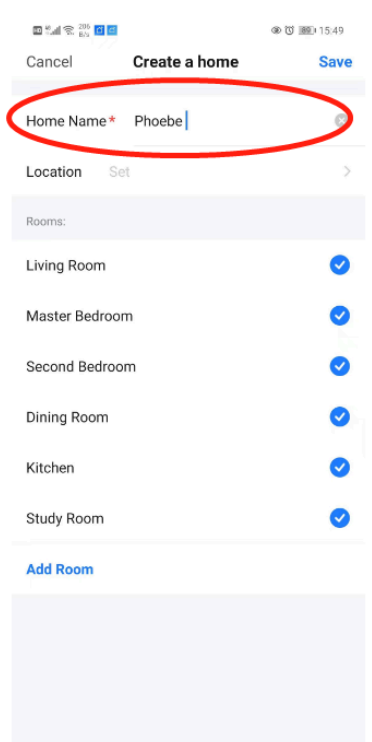 206
B/s
15:49
Cancel Create a home Save
Home Name* Phoebe
Location Set
Rooms:
Living Room
Master Bedroom
Second Bedroom
Dining Room
Kitchen
Study Room
Add Room